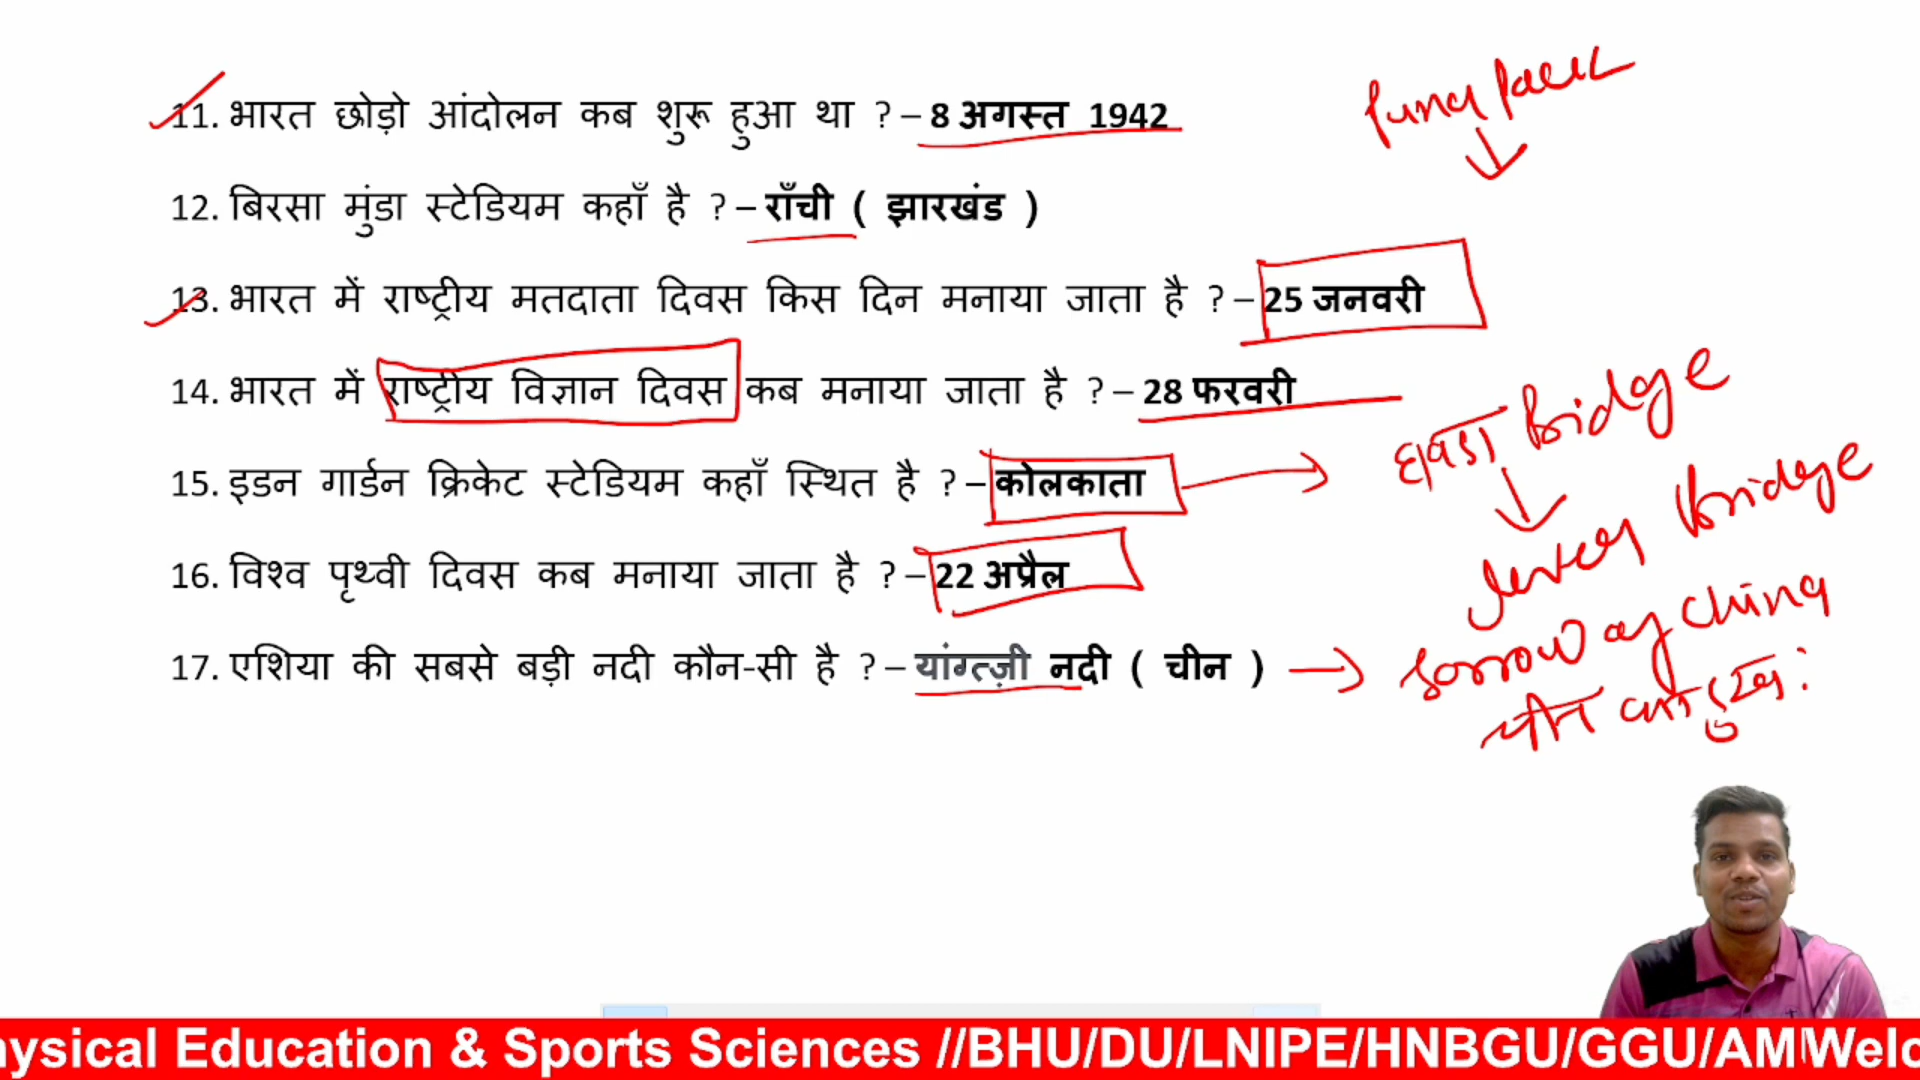 11. भारत छोड़ो आंदोलन कब शुरू हुआ था ? – 8 अगस्त 1942
12. बिरसा मुंडा स्टेडियम कहाँ है ? – राँची ( झारखंड )
13. भारत में राष्ट्रीय मतदाता दिवस किस दिन मनाया जाता है ? – 25 जनवरी
14. भारत में राष्ट्रीय विज्ञान दिवस कब मनाया जाता है ? – 28 फरवरी
15. इडन गार्डन क्रिकेट स्टेडियम कहाँ स्थित है ? – कोलकाता
Bridge
16. विश्व पृथ्वी दिवस कब मनाया जाता है ? – 22 अप्रैल
Bridge
17. एशिया की सबसे बड़ी नदी कौन-सी है ? – यांग्त्ज़ी नदी ( चीन )
Sorrow of China
चीन का
hysical Education & Sports Sciences //BHU/DU/LNIPE/HNBGU/GGU/AM Welc